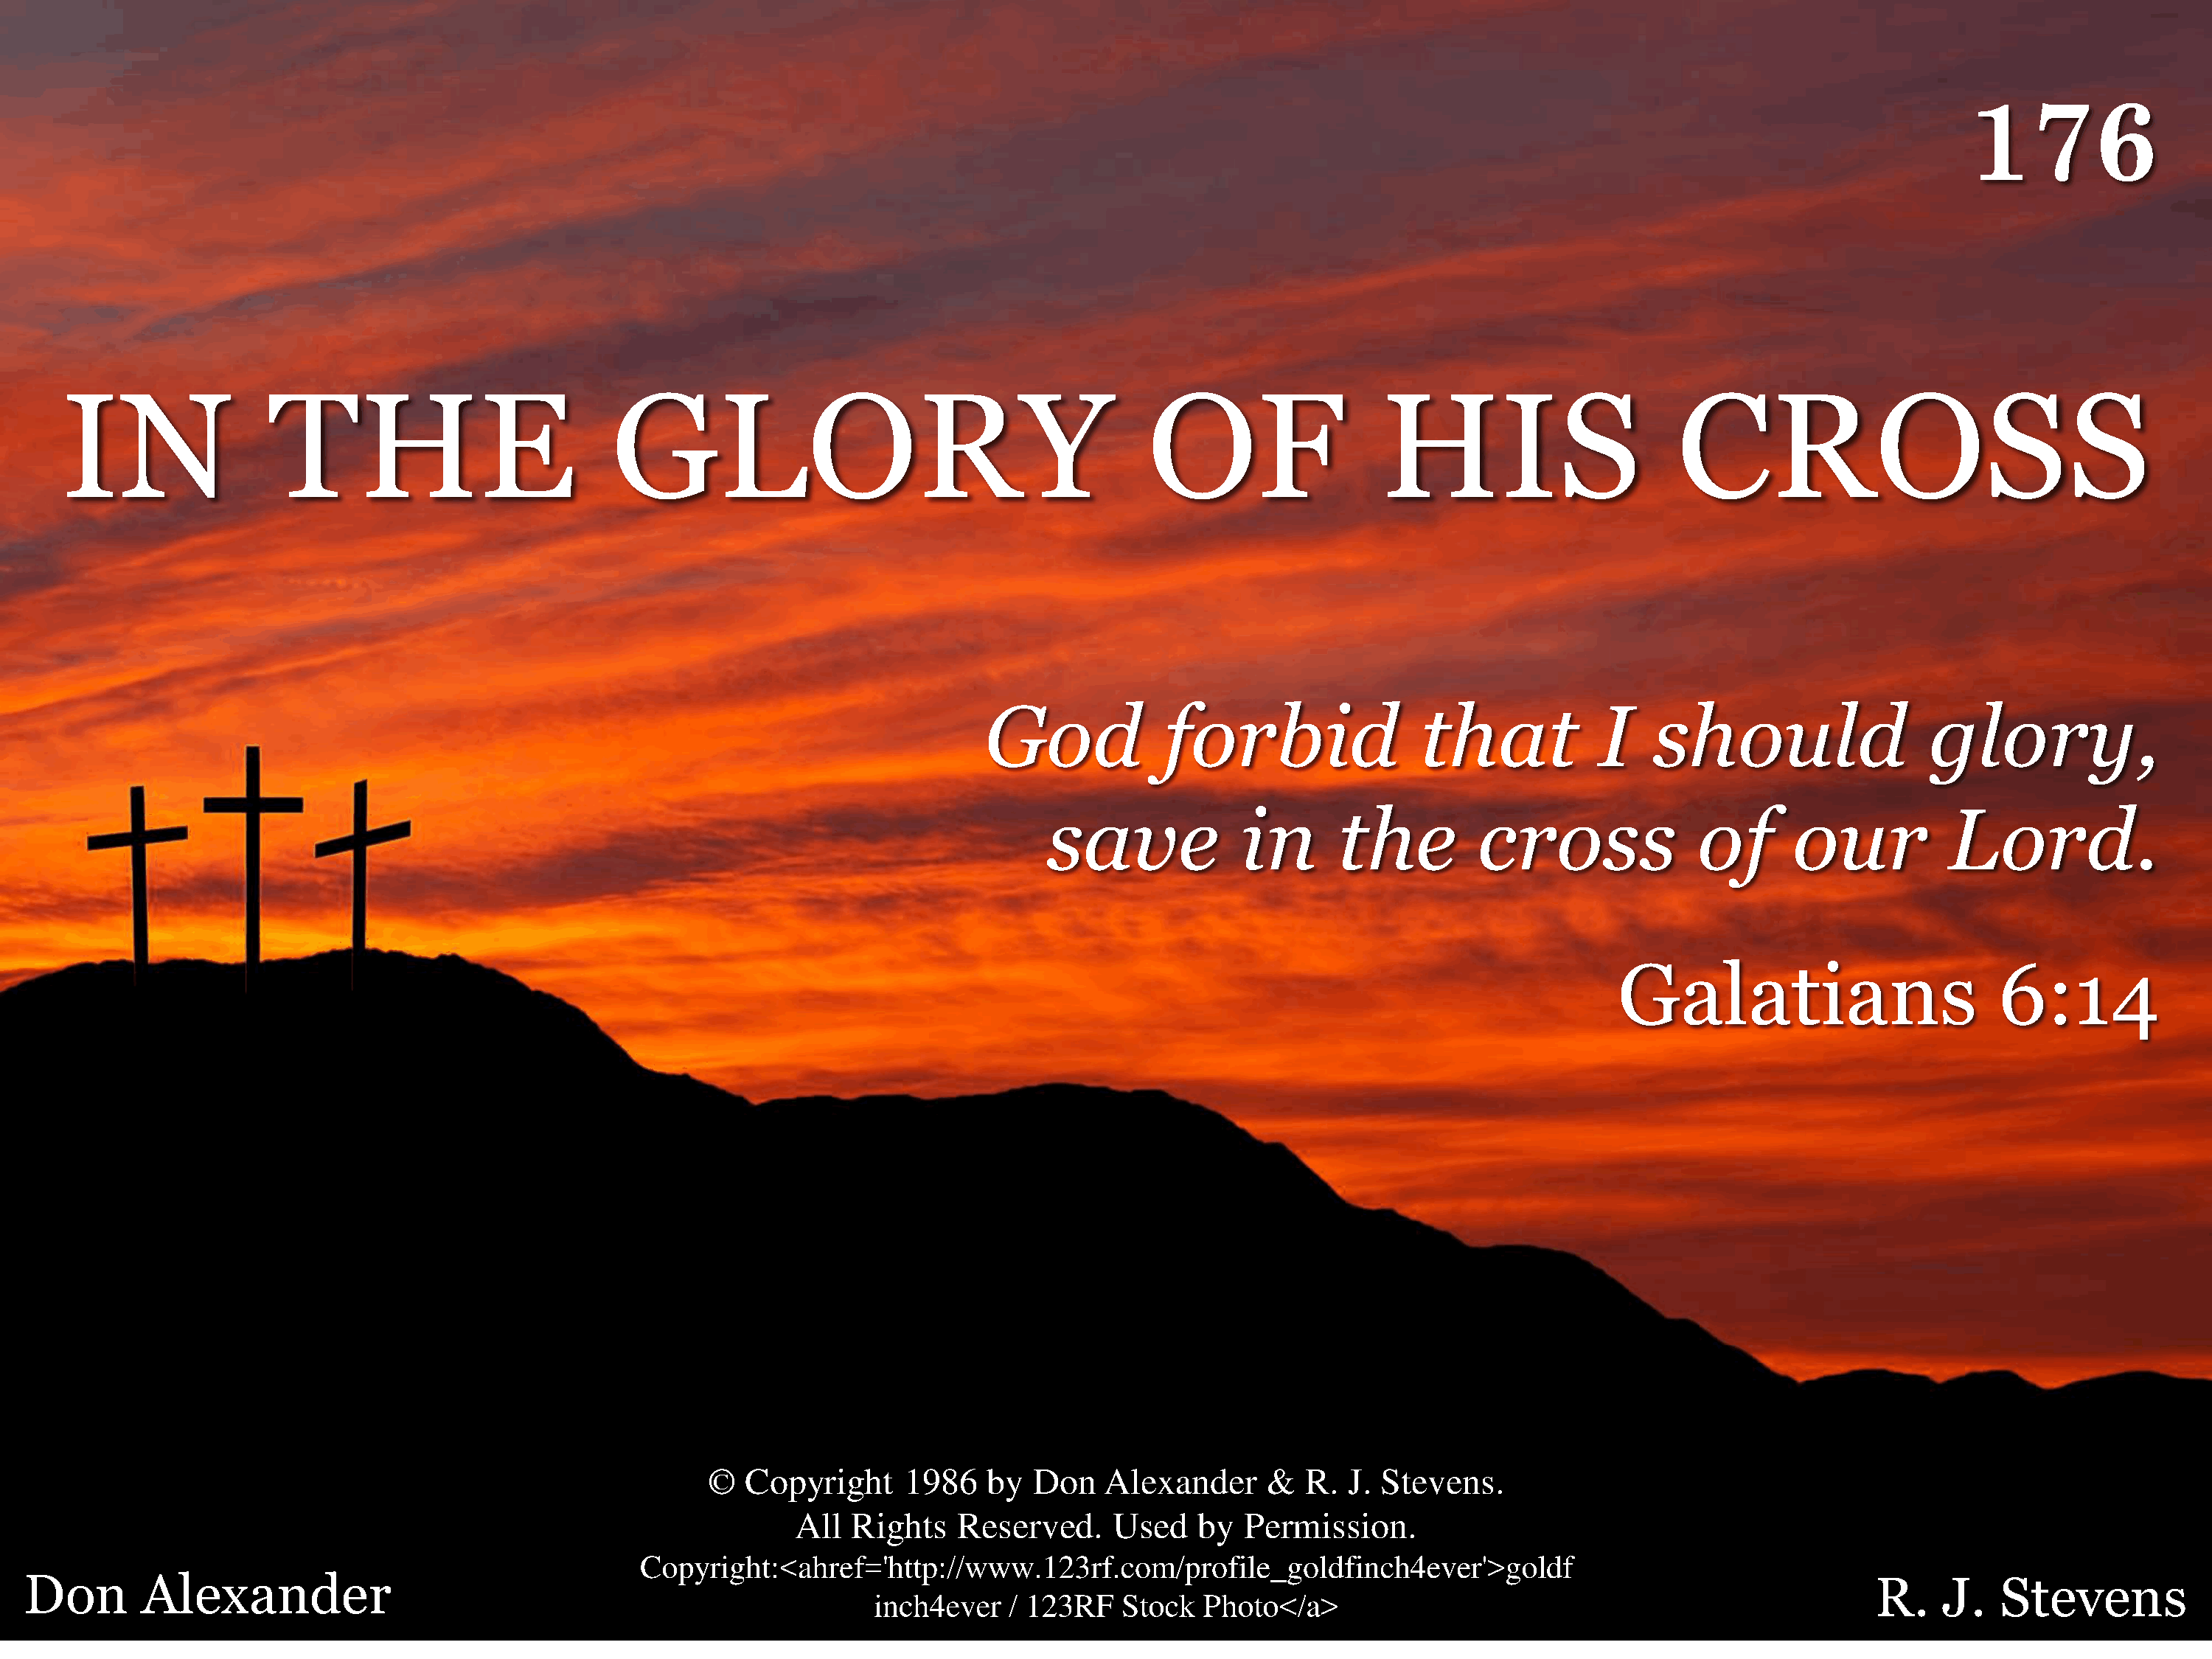 176
IN THE GLORY OF HIS CROSS
God forbid that I should glory,
save in the cross of our Lord.
Galatians 6:14
© Copyright 1986 by Don Alexander & R. J. Stevens.
All Rights Reserved. Used by Permission.
Copyright:<ahref='http://www.123rf.com/profile_goldfinch4ever'>goldf
inch4ever / 123RF Stock Photo</a>
Don Alexander
R. J. Stevens